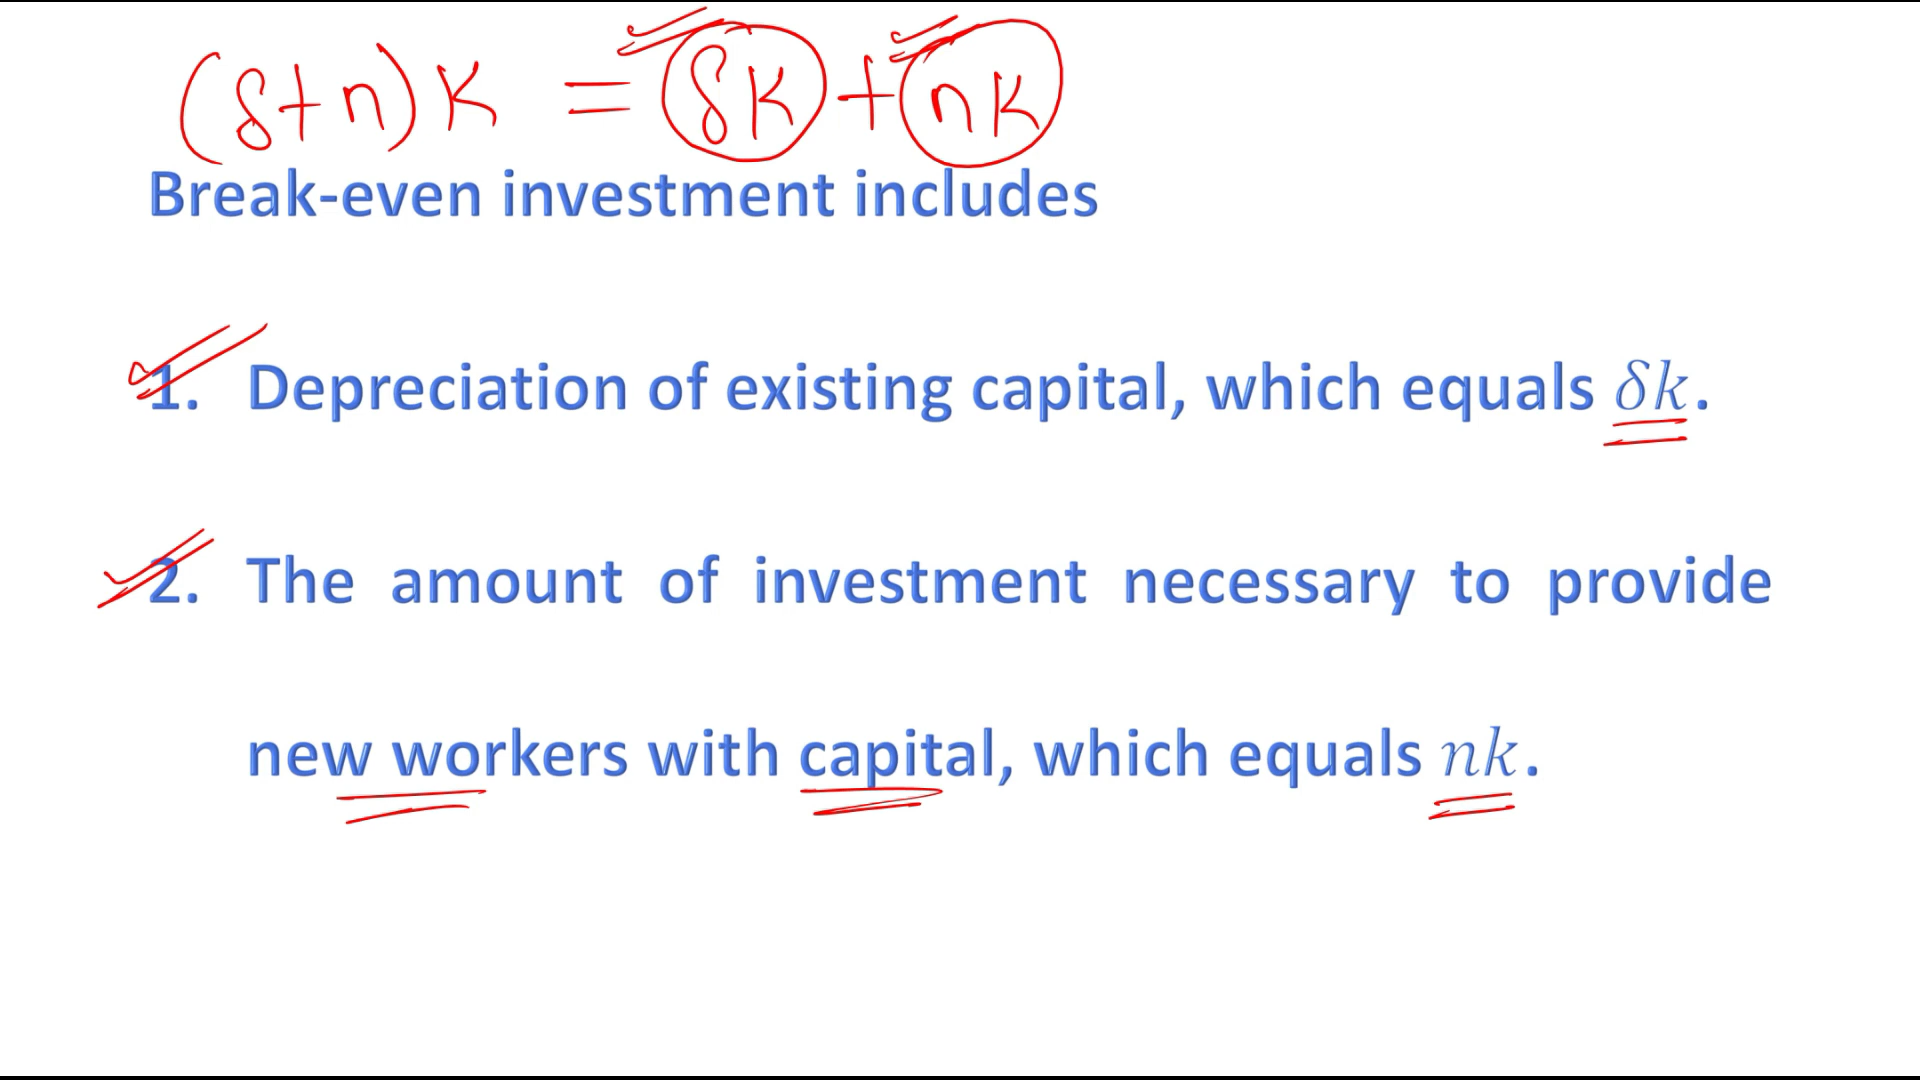 (δ+n)k = δk + nk
Break-even investment includes
1. Depreciation of existing capital, which equals δk.
2. The amount of investment necessary to provide
new workers with capital, which equals nk.